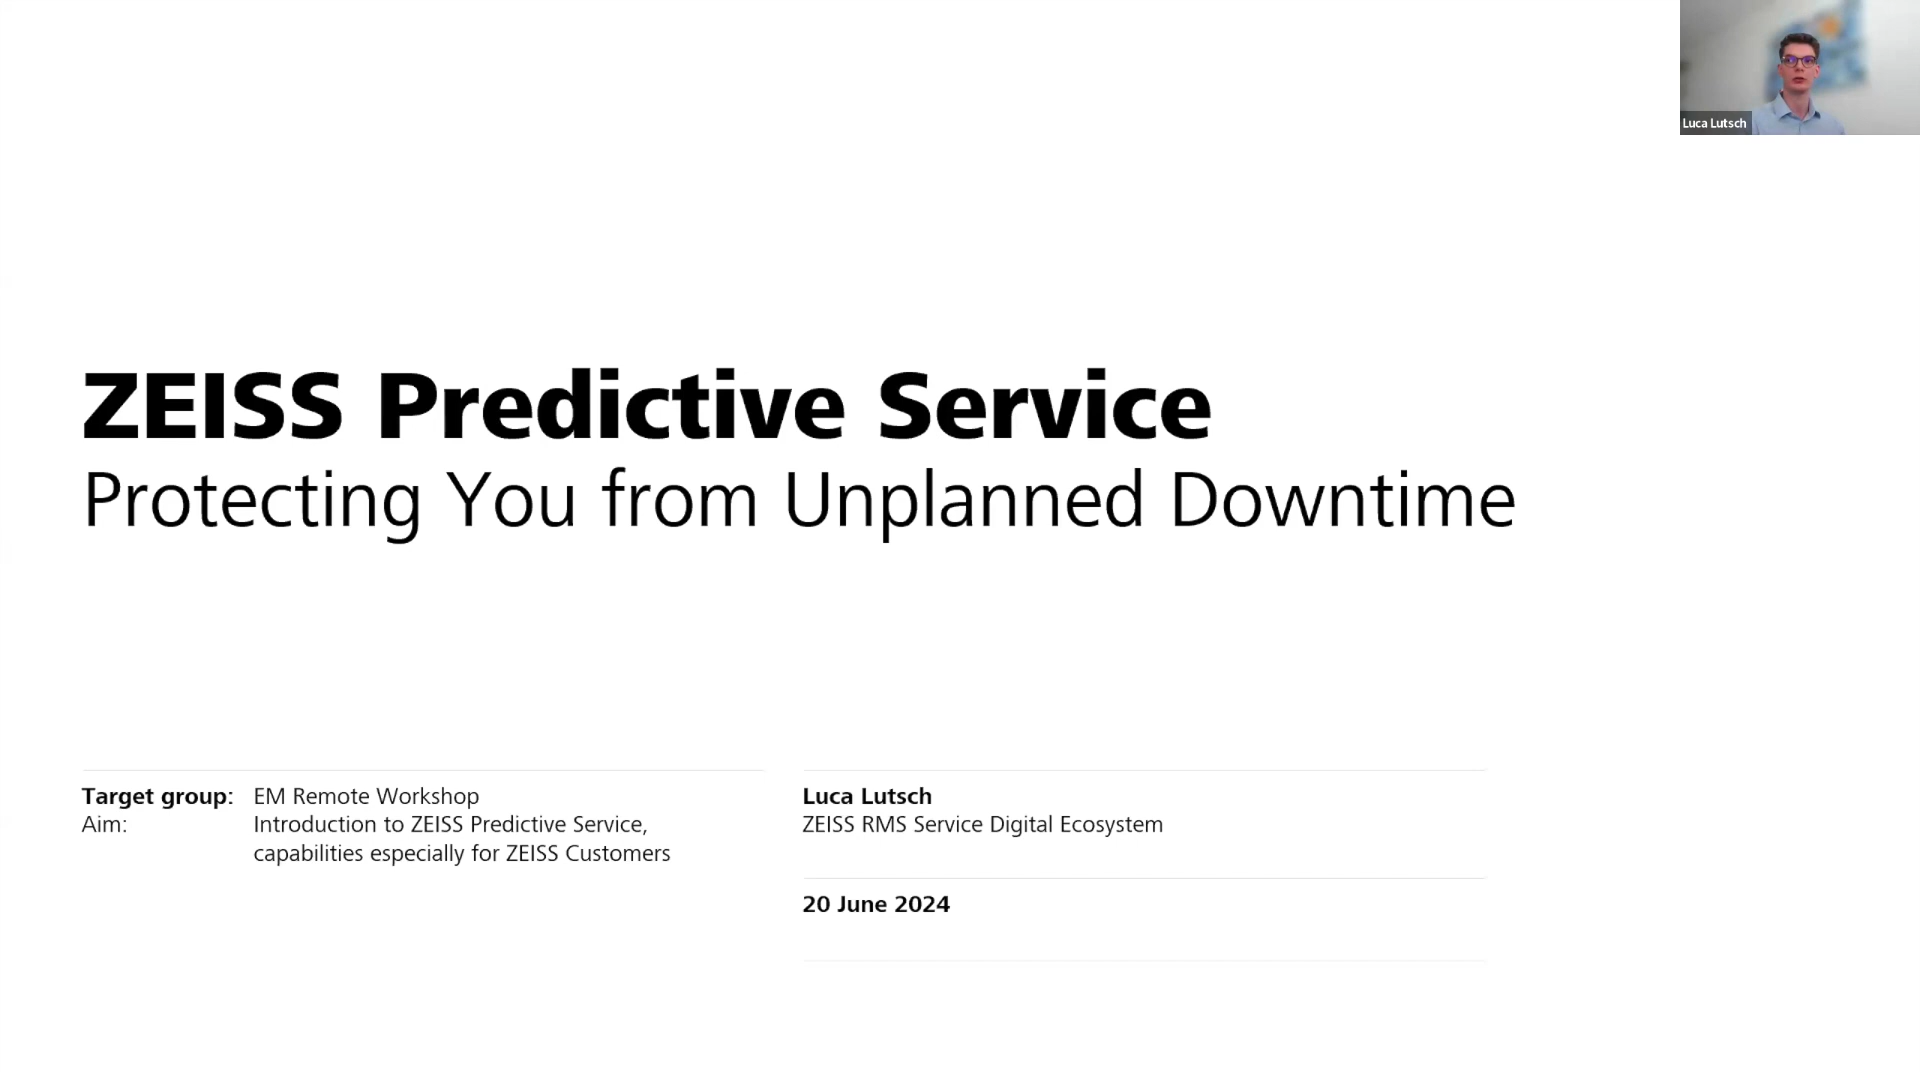 Luca Lutsch
ZEISS Predictive Service
Protecting You from Unplanned Downtime
Target group: EM Remote Workshop
Aim: Introduction to ZEISS Predictive Service,
capabilities especially for ZEISS Customers
Luca Lutsch
ZEISS RMS Service Digital Ecosystem
20 June 2024